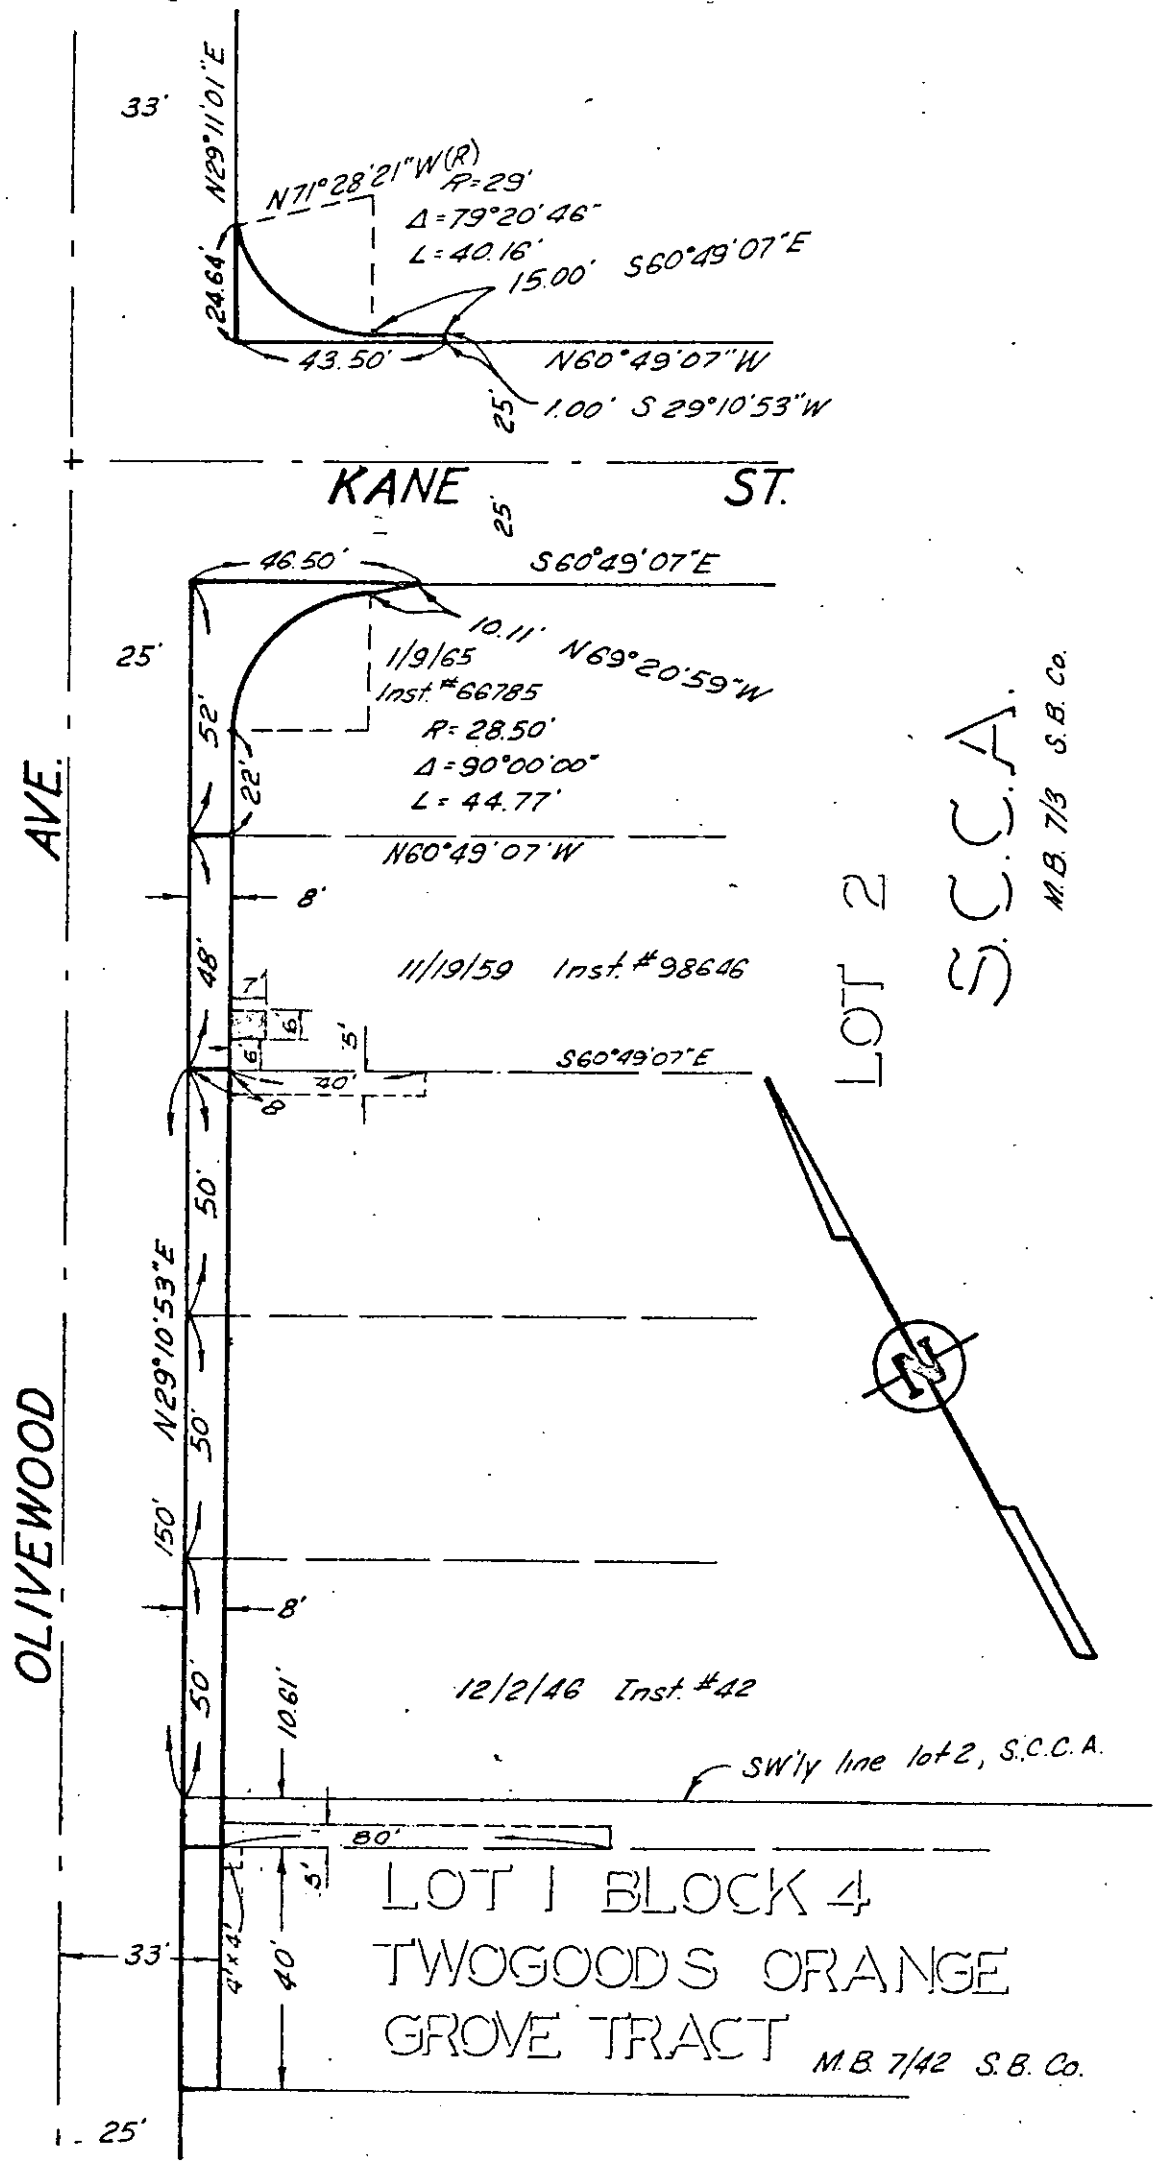 33'
N29°11'01"E
N71°28'21"W(R)
R=29'
Δ=79°20'46"
L=40.16'
24.64'
15.00' S60°49'07"E
43.50'
N60°49'07"W
1.00' S29°10'53"W
25'
KANE ST.
25'
46.50'
S60°49'07"E
25'
10.11' N69°20'59"W
1/9/65
Inst. #66785
R=28.50'
Δ=90°00'00"
L=44.77'
52'
22'
AVE.
N60°49'07"W
8'
48'
11/19/59 Inst. #98646
7'
6'
6'
5'
S60°49'07"E
40'
8'
LOT 2
S.C.C.A.
M.B. 7/3 S.B. Co.
50'
N29°10'53"E
N
50'
150'
OLIVEWOOD
8'
50'
10.61'
12/2/46 Inst. #42
SW'ly line lot 2, S.C.C.A.
80'
5'
LOT 1 BLOCK 4
TWOGOODS ORANGE
GROVE TRACT
M.B. 7/42 S.B. Co.
33'
4'x4'
40'
25'